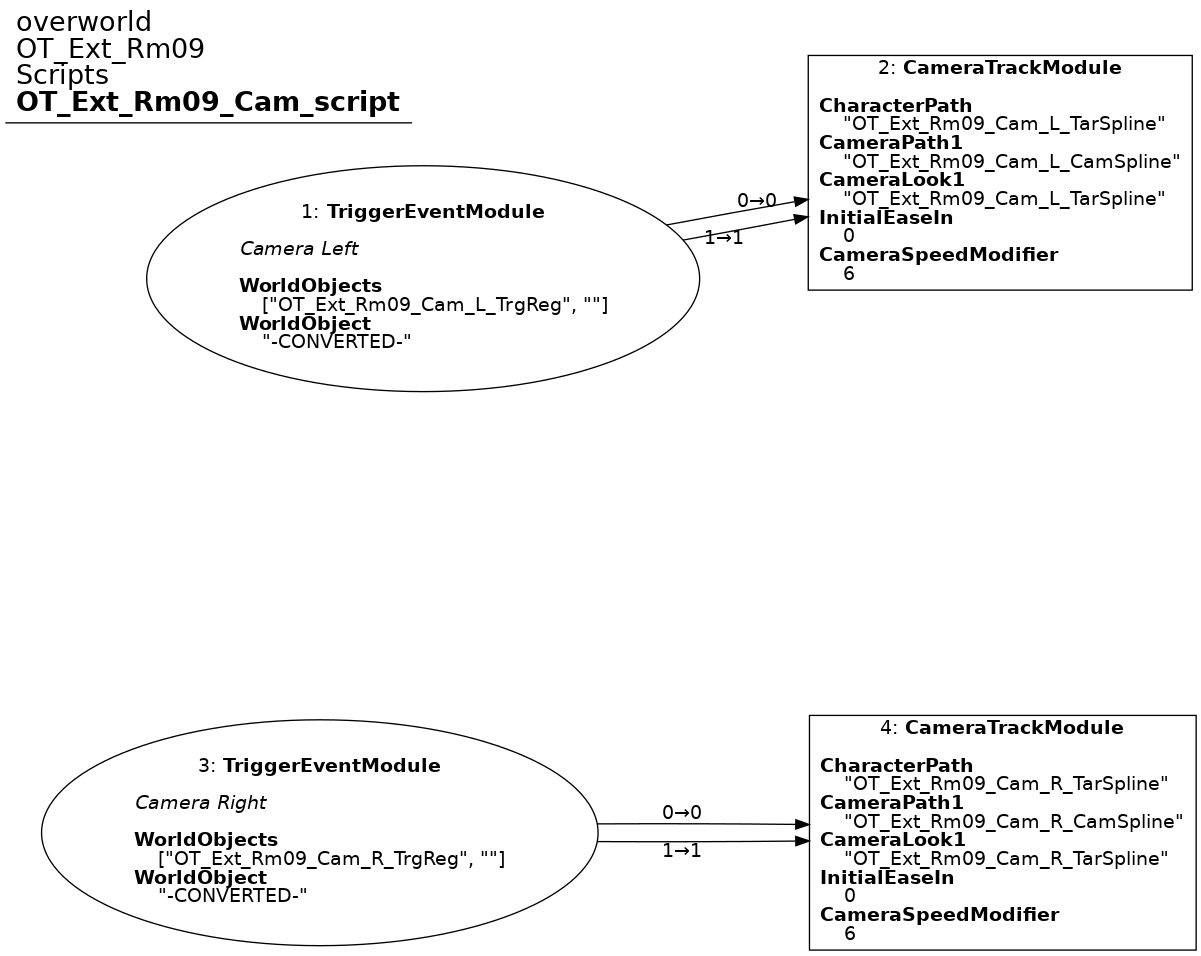 overworld
OT_Ext_Rm09
Scripts
OT_Ext_Rm09_Cam_script
1: TriggerEventModule
Camera Left
WorldObjects
["OT_Ext_Rm09_Cam_L_TrgReg", ""]
WorldObject
"-CONVERTED-"
0→0
1→1
2: CameraTrackModule
CharacterPath
"OT_Ext_Rm09_Cam_L_TarSpline"
CameraPath1
"OT_Ext_Rm09_Cam_L_CamSpline"
CameraLook1
"OT_Ext_Rm09_Cam_L_TarSpline"
InitialEaseIn
0
CameraSpeedModifier
6
3: TriggerEventModule
Camera Right
WorldObjects
["OT_Ext_Rm09_Cam_R_TrgReg", ""]
WorldObject
"-CONVERTED-"
0→0
1→1
4: CameraTrackModule
CharacterPath
"OT_Ext_Rm09_Cam_R_TarSpline"
CameraPath1
"OT_Ext_Rm09_Cam_R_CamSpline"
CameraLook1
"OT_Ext_Rm09_Cam_R_TarSpline"
InitialEaseIn
0
CameraSpeedModifier
6